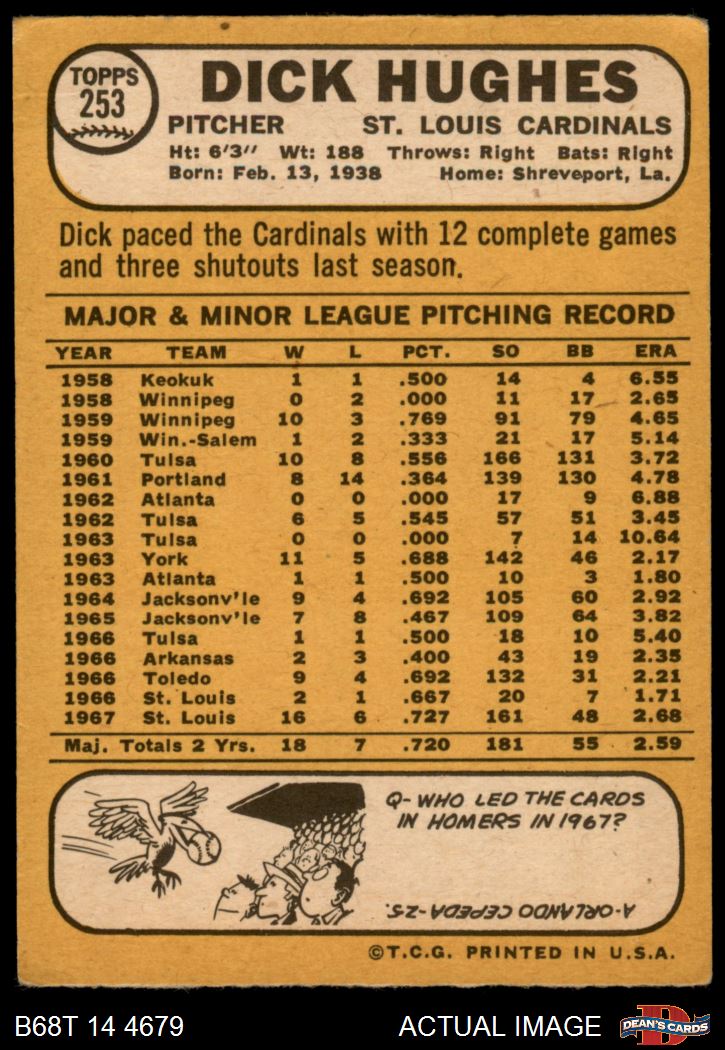 TOPPS
253
DICK HUGHES
PITCHER ST. LOUIS CARDINALS
Ht: 6'3" Wt: 188 Throws: Right Bats: Right
Born: Feb. 13, 1938 Home: Shreveport, La.
Dick paced the Cardinals with 12 complete games
and three shutouts last season.
MAJOR & MINOR LEAGUE PITCHING RECORD
YEAR TEAM W L PCT. SO BB ERA
1958 Keokuk 1 1 .500 14 4 6.55
1958 Winnipeg 0 2 .000 11 17 2.65
1959 Winnipeg 10 3 .769 91 79 4.65
1959 Win.-Salem 1 2 .333 21 17 5.14
1960 Tulsa 10 8 .556 166 131 3.72
1961 Portland 8 14 .364 139 130 4.78
1962 Atlanta 0 0 .000 17 9 6.88
1962 Tulsa 6 5 .545 57 51 3.45
1963 Tulsa 0 0 .000 7 14 10.64
1963 York 11 5 .688 142 46 2.17
1963 Atlanta 1 1 .500 10 3 1.80
1964 Jacksonv'le 9 4 .692 105 60 2.92
1965 Jacksonv'le 7 8 .467 109 64 3.82
1966 Tulsa 1 1 .500 18 10 5.40
1966 Arkansas 2 3 .400 43 19 2.35
1966 Toledo 9 4 .692 132 31 2.21
1966 St. Louis 2 1 .667 20 7 1.71
1967 St. Louis 16 6 .727 161 48 2.68
Maj. Totals 2 Yrs. 18 7 .720 181 55 2.59
Q- WHO LED THE CARDS
IN HOMERS IN 1967?
A-ORLANDO CEPEDA-25.
©T.C.G. PRINTED IN U.S.A.
B68T 14 4679 ACTUAL IMAGE DEAN'S CARDS